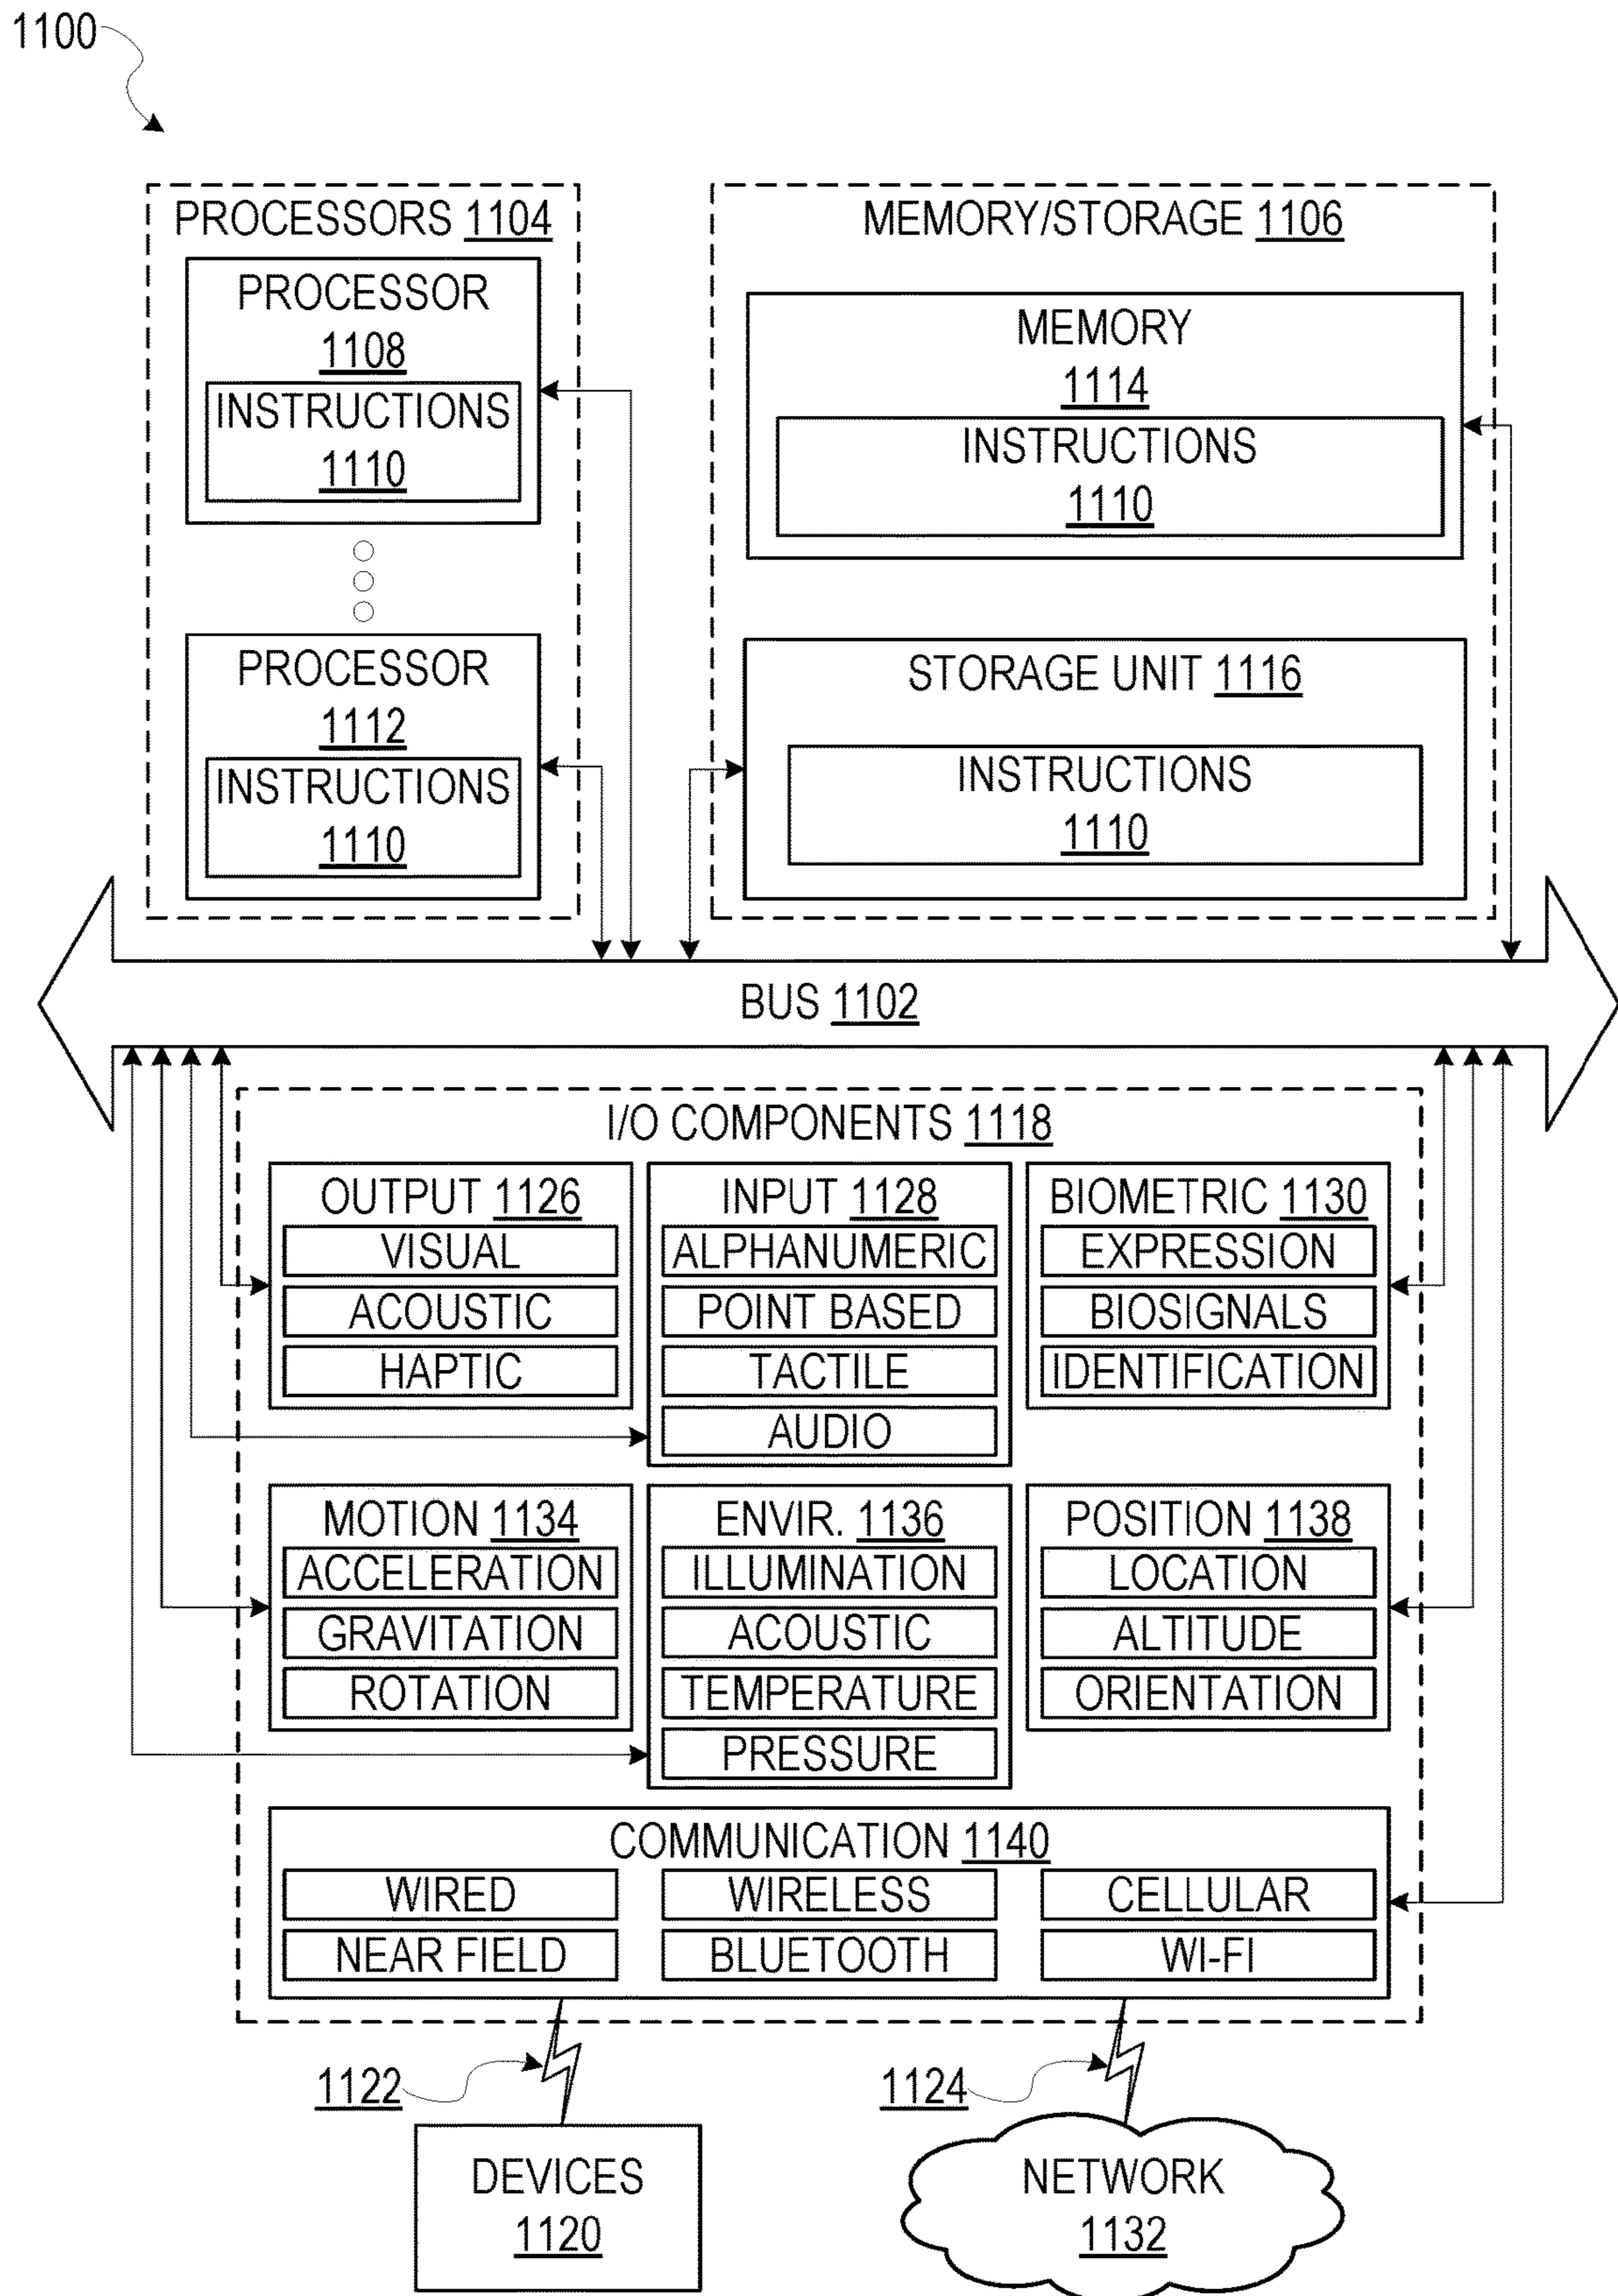 1100
PROCESSORS 1104
PROCESSOR
1108
INSTRUCTIONS
1110
PROCESSOR
1112
INSTRUCTIONS
1110
MEMORY/STORAGE 1106
MEMORY
1114
INSTRUCTIONS
1110
STORAGE UNIT 1116
INSTRUCTIONS
1110
BUS 1102
I/O COMPONENTS 1118
OUTPUT 1126
VISUAL
ACOUSTIC
HAPTIC
INPUT 1128
ALPHANUMERIC
POINT BASED
TACTILE
AUDIO
BIOMETRIC 1130
EXPRESSION
BIOSIGNALS
IDENTIFICATION
MOTION 1134
ACCELERATION
GRAVITATION
ROTATION
ENVIR. 1136
ILLUMINATION
ACOUSTIC
TEMPERATURE
PRESSURE
POSITION 1138
LOCATION
ALTITUDE
ORIENTATION
COMMUNICATION 1140
WIRED
WIRELESS
CELLULAR
NEAR FIELD
BLUETOOTH
WI-FI
1122
1124
DEVICES
1120
NETWORK
1132